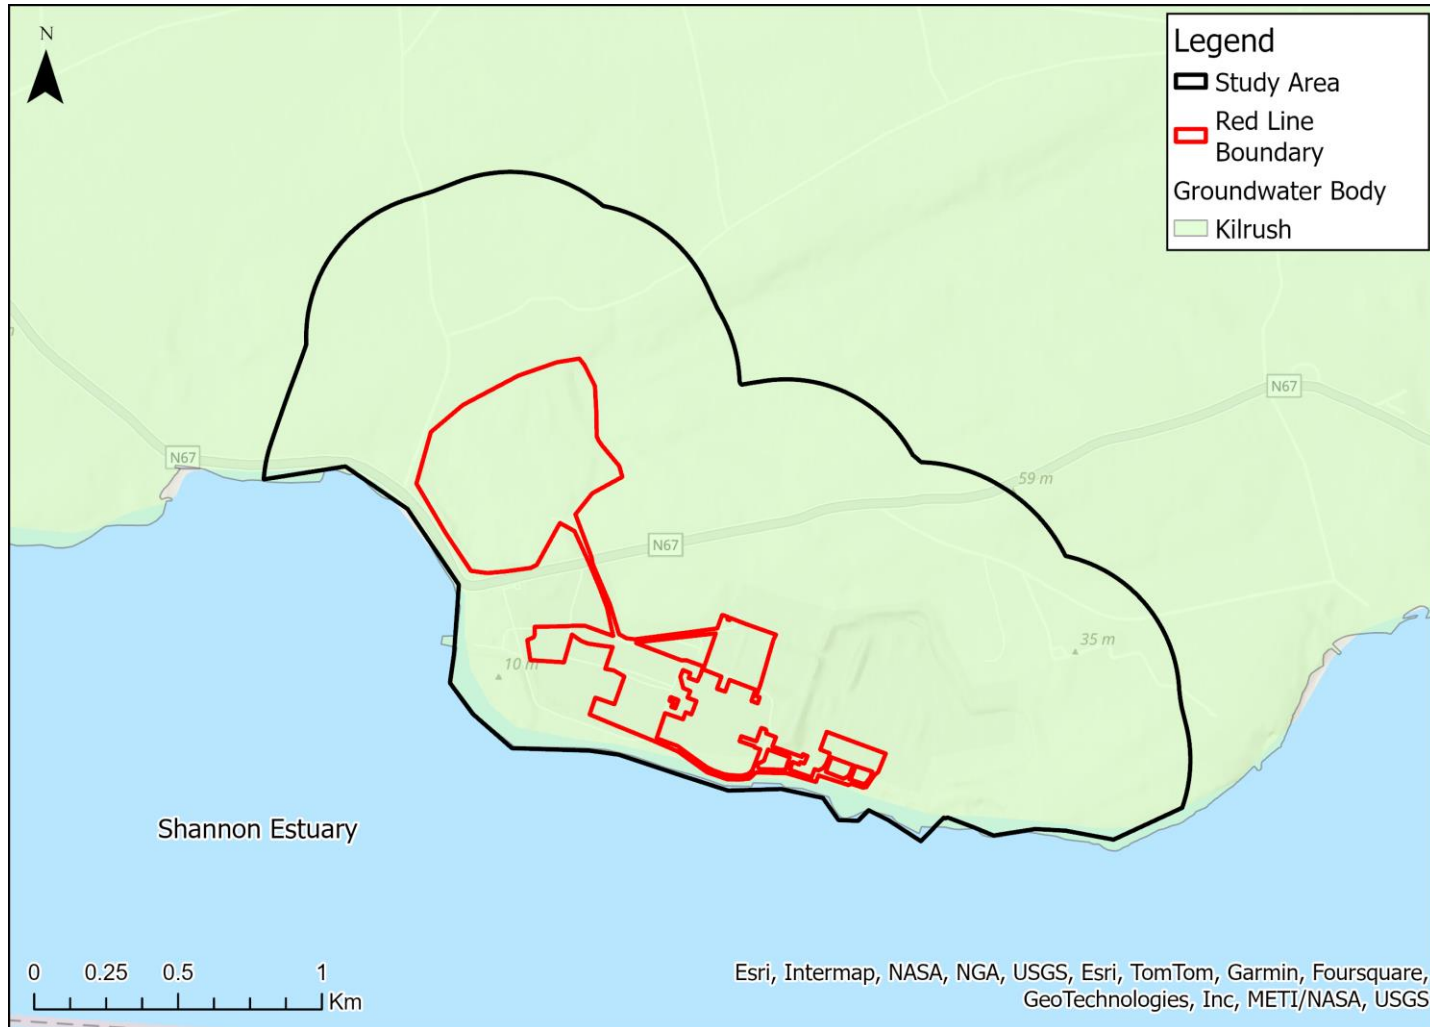 N
Legend
Study Area
Red Line
Boundary
Groundwater Body
Kilrush
N67
N67
59 m
N67
35 m
10 m
Shannon Estuary
0 0.25 0.5 1
Km
Esri, Intermap, NASA, NGA, USGS, Esri, TomTom, Garmin, Foursquare,
GeoTechnologies, Inc, METI/NASA, USGS